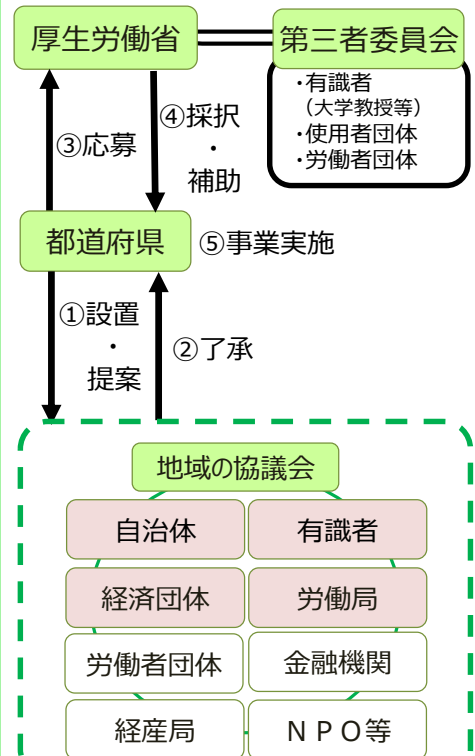 厚生労働省
第三者委員会
・有識者
（大学教授等）
・使用者団体
・労働者団体
③応募
④採択
・
補助
都道府県
⑤事業実施
①設置
・
提案
②了承
地域の協議会
自治体
有識者
経済団体
労働局
労働者団体
金融機関
経産局
ＮＰＯ等